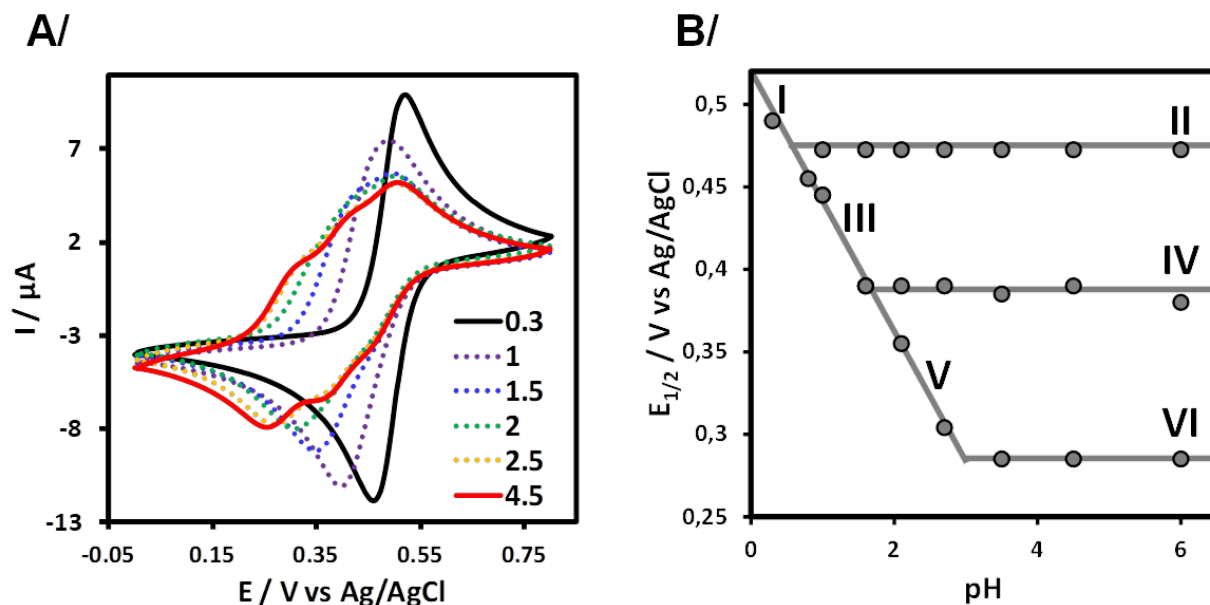 A/
7
2
-3
-8
-13
-0.05
0.15
0.35
0.55
0.75
I / µA
E / V vs Ag/AgCl
0.3
1
1.5
2
2.5
4.5
B/
0,5
0,45
0,4
0,35
0,3
0,25
0
2
4
6
E1/2 / V vs Ag/AgCl
pH
I
II
III
IV
V
VI